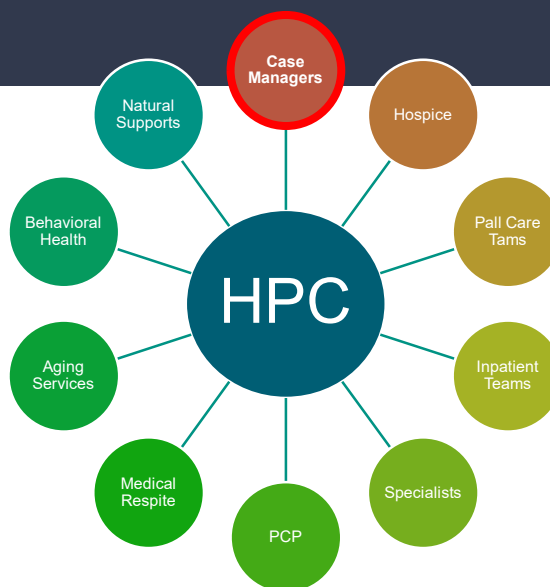 Case
Managers
Hospice
Pall Care
Tams
Inpatient
Teams
Specialists
PCP
Medical
Respite
Aging
Services
Behavioral
Health
Natural
Supports
HPC